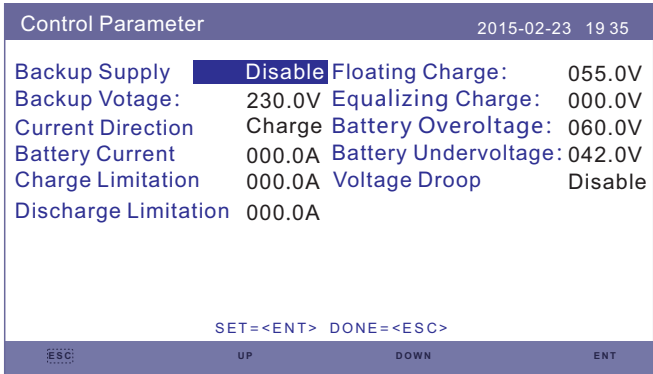 Control Parameter 2015-02-23 19 35
Backup Supply Disable Floating Charge: 055.0V
Backup Votage: 230.0V Equalizing Charge: 000.0V
Current Direction Charge Battery Overoltage: 060.0V
Battery Current 000.0A Battery Undervoltage: 042.0V
Charge Limitation 000.0A Voltage Droop Disable
Discharge Limitation 000.0A
SET=<ENT> DONE=<ESC>
ESC UP DOWN ENT